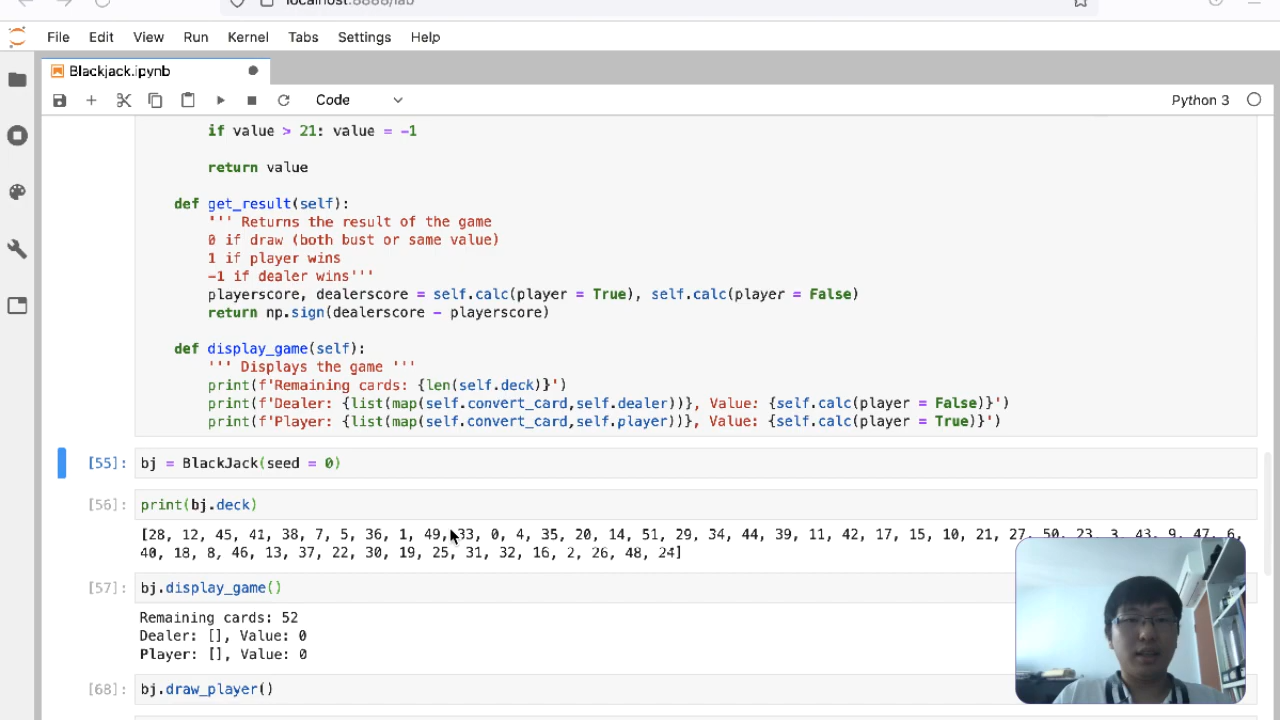 localhost:8888/lab
File Edit View Run Kernel Tabs Settings Help
Blackjack.ipynb
Code
Python 3
if value > 21: value = -1
return value
def get_result(self):
''' Returns the result of the game
0 if draw (both bust or same value)
1 if player wins
-1 if dealer wins'''
playerscore, dealerscore = self.calc(player = True), self.calc(player = False)
return np.sign(dealerscore - playerscore)
def display_game(self):
''' Displays the game '''
print(f'Remaining cards: {len(self.deck)}')
print(f'Dealer: {list(map(self.convert_card,self.dealer))}, Value: {self.calc(player = False)}')
print(f'Player: {list(map(self.convert_card,self.player))}, Value: {self.calc(player = True)}')
[55]: bj = BlackJack(seed = 0)
[56]: print(bj.deck)
[28, 12, 45, 41, 38, 7, 5, 36, 1, 49, 33, 0, 4, 35, 20, 14, 51, 29, 34, 44, 39, 11, 42, 17, 15, 10, 21, 27, 50, 23, 3, 43, 9, 47, 6,
40, 18, 8, 46, 13, 37, 22, 30, 19, 25, 31, 32, 16, 2, 26, 48, 24]
[57]: bj.display_game()
Remaining cards: 52
Dealer: [], Value: 0
Player: [], Value: 0
[68]: bj.draw_player()